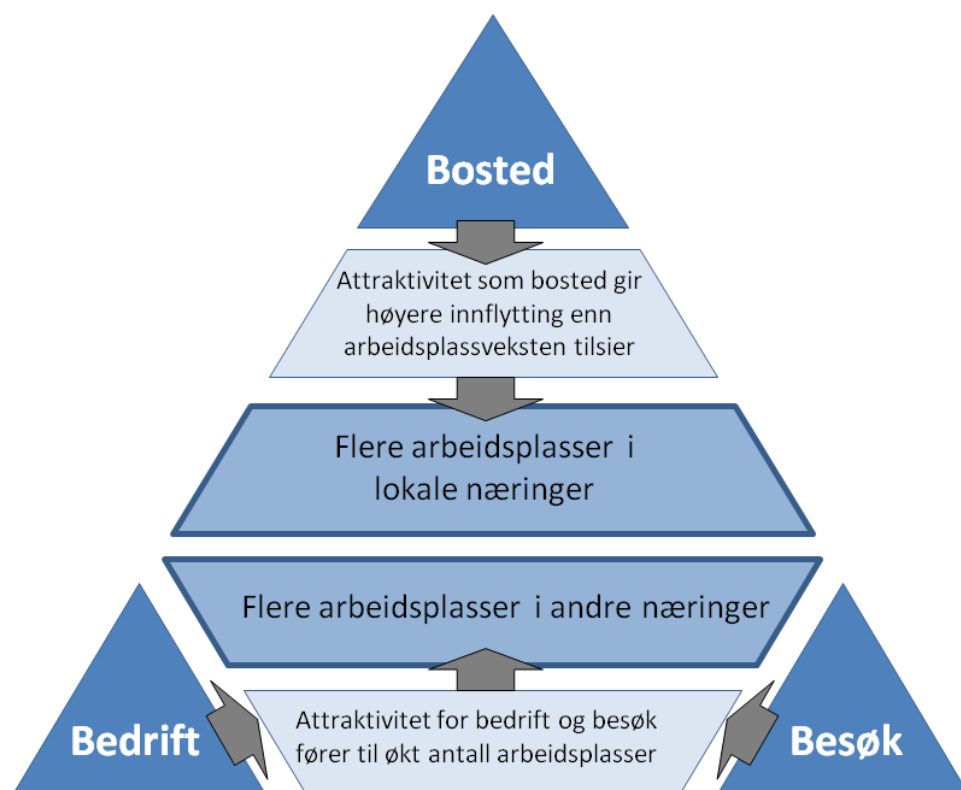 Bosted
Attraktivitet som bosted gir
høyere innflytting enn
arbeidsplassveksten tilsier
Flere arbeidsplasser i
lokale næringer
Flere arbeidsplasser i andre næringer
Bedrift
Attraktivitet for bedrift og besøk
fører til økt antall arbeidsplasser
Besøk